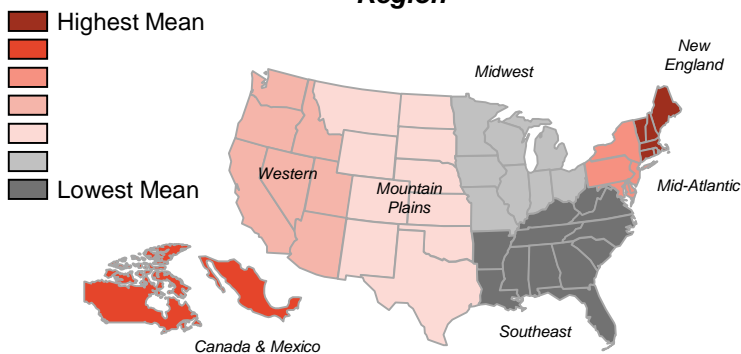 Region
Highest Mean
Lowest Mean
New
England
Midwest
Western
Mountain
Plains
Mid-Atlantic
Southeast
Canada & Mexico